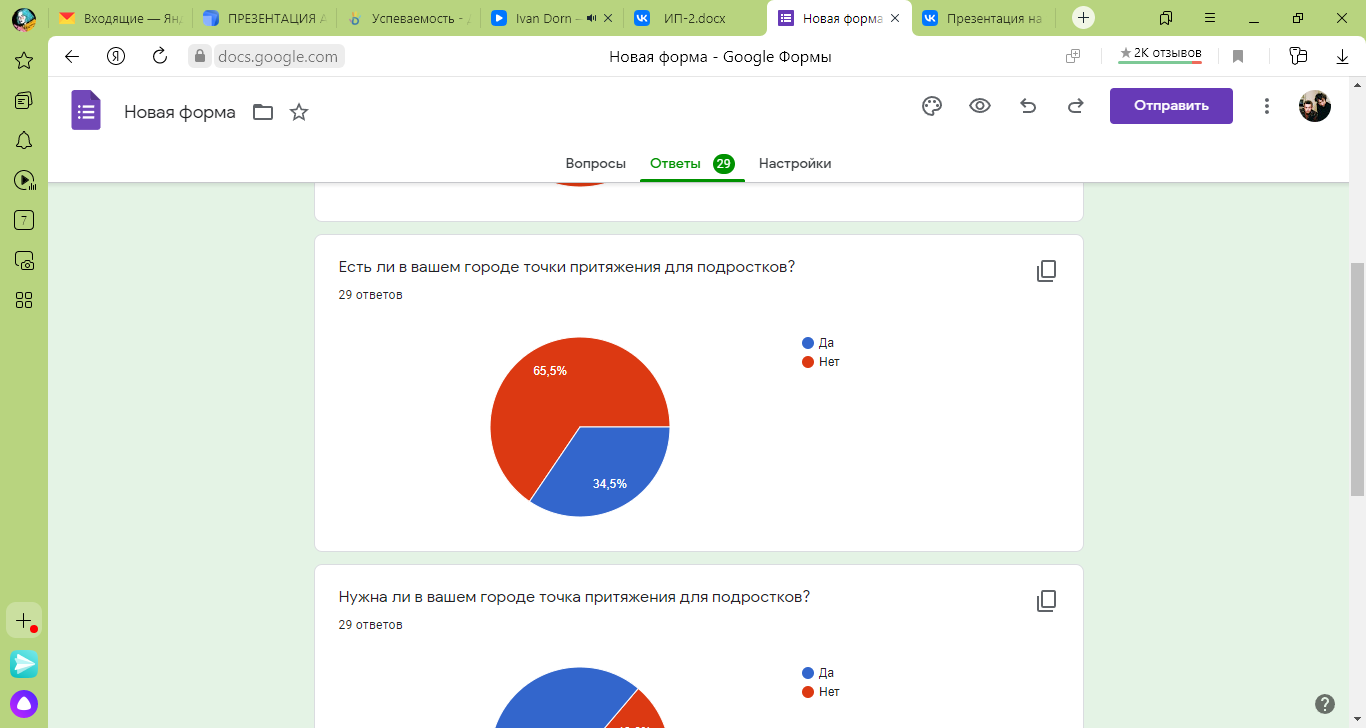 Входящие — Янд
ПРЕЗЕНТАЦИЯ
Успеваемость -
Ivan Dorn –
ИП-2.docx
Новая форма
Презентация на
docs.google.com
Новая форма - Google Формы
2K отзывов
Новая форма
Отправить
Вопросы
Ответы 29
Настройки
7
Есть ли в вашем городе точки притяжения для подростков?
29 ответов
Да
Нет
65,5%
34,5%
Нужна ли в вашем городе точка притяжения для подростков?
29 ответов
Да
Нет